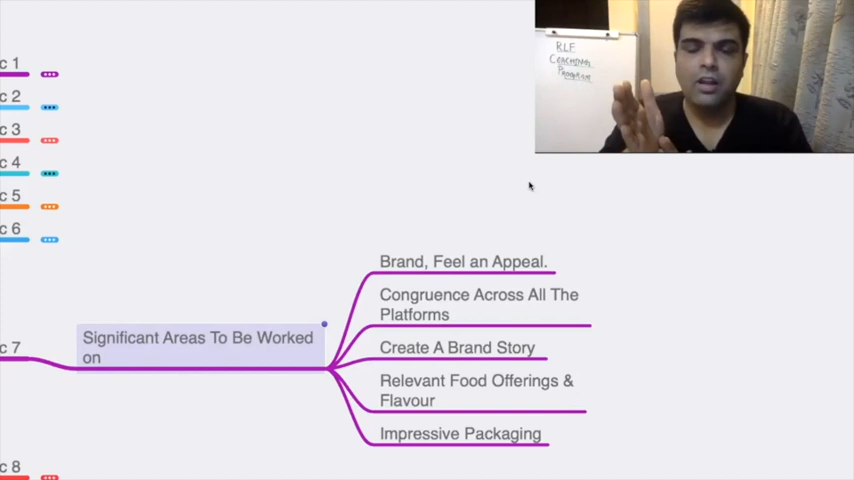 RLF
COACHING
PROGRAM
c 1
c 2
c 3
c 4
c 5
c 6
c 7
Significant Areas To Be Worked
on
Brand, Feel an Appeal.
Congruence Across All The
Platforms
Create A Brand Story
Relevant Food Offerings &
Flavour
Impressive Packaging
c 8